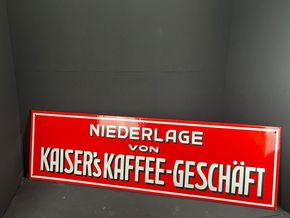 NIEDERLAGE
VON
KAISER's KAFFEE-GESCHÄFT